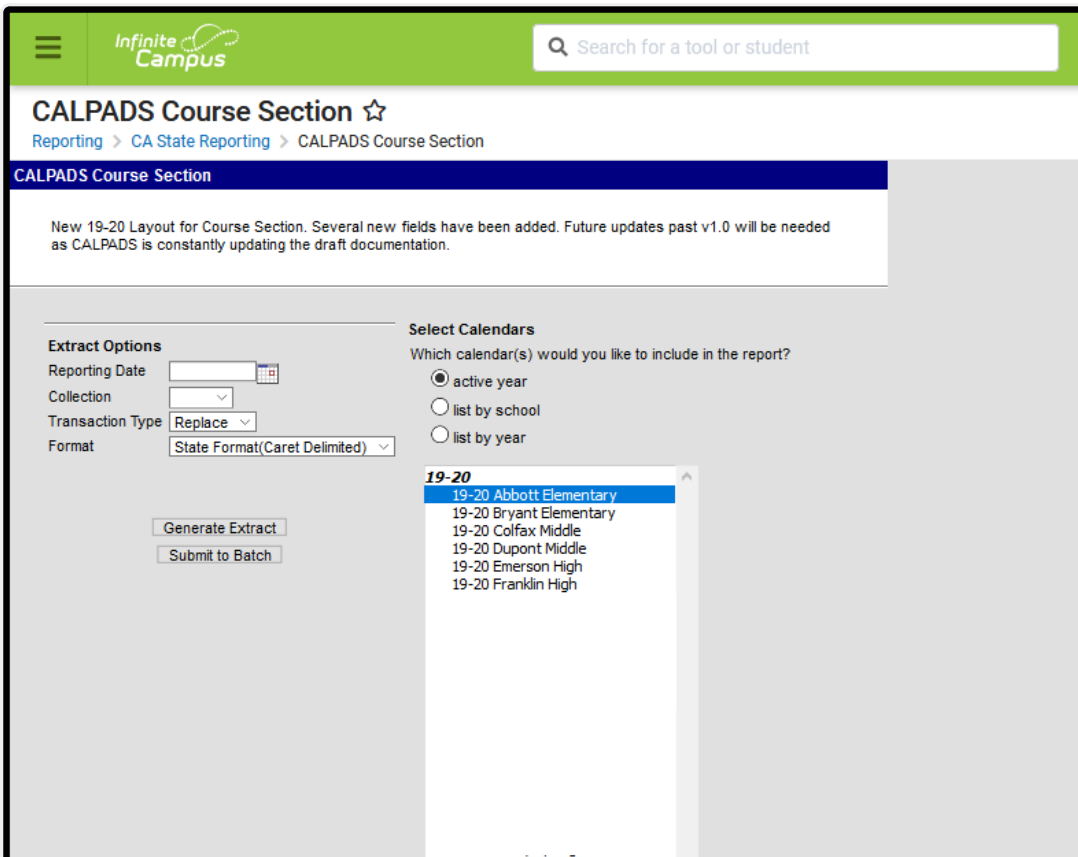 Infinite
Campus
Search for a tool or student
CALPADS Course Section
Reporting > CA State Reporting > CALPADS Course Section
CALPADS Course Section
New 19-20 Layout for Course Section. Several new fields have been added. Future updates past v1.0 will be needed
as CALPADS is constantly updating the draft documentation.
Extract Options
Reporting Date
Collection
Transaction Type Replace
Format State Format(Caret Delimited)
Generate Extract
Submit to Batch
Select Calendars
Which calendar(s) would you like to include in the report?
active year
list by school
list by year
19-20
19-20 Abbott Elementary
19-20 Bryant Elementary
19-20 Colfax Middle
19-20 Dupont Middle
19-20 Emerson High
19-20 Franklin High